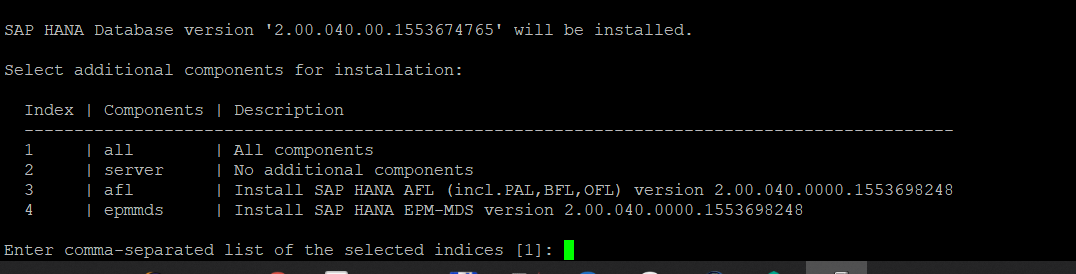 SAP HANA Database version '2.00.040.00.1553674765' will be installed.
Select additional components for installation:
Index | Components | Description
---------------------------------------------------------------------------------------------
1 | all | All components
2 | server | No additional components
3 | afl | Install SAP HANA AFL (incl.PAL,BFL,OFL) version 2.00.040.0000.1553698248
4 | epmmds | Install SAP HANA EPM-MDS version 2.00.040.0000.1553698248
Enter comma-separated list of the selected indices [1]: